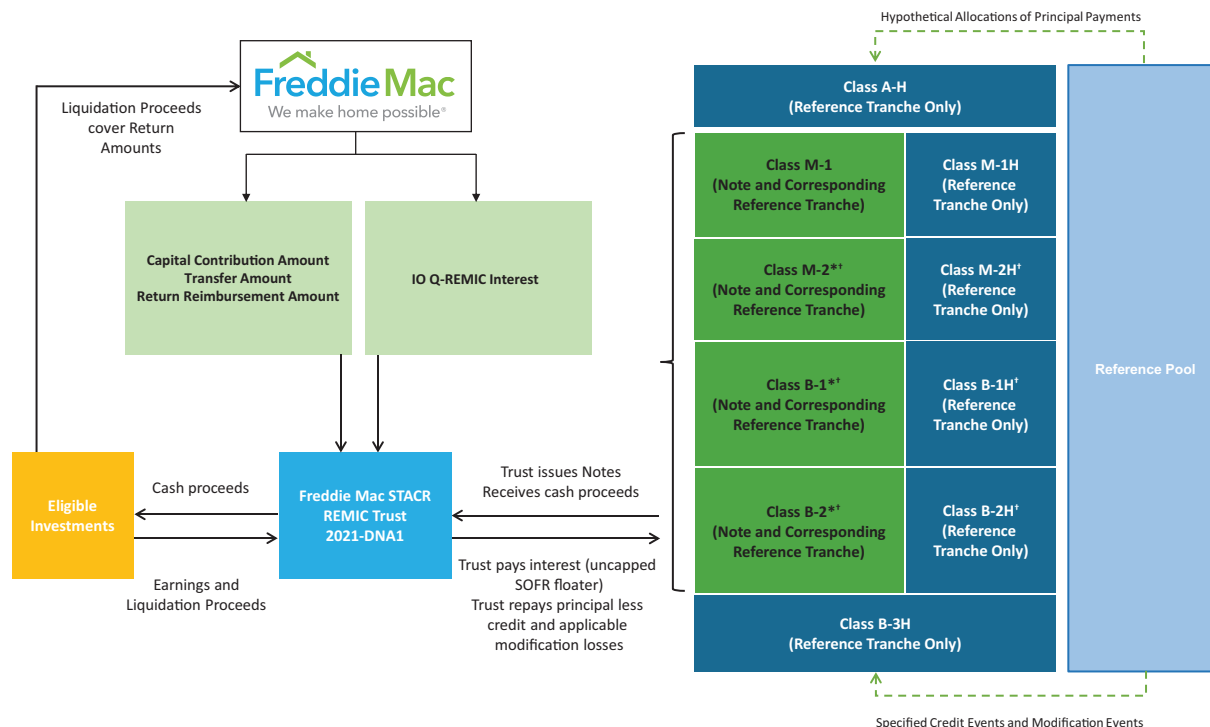 Hypothetical Allocations of Principal Payments
FreddieMac
We make home possible®
Liquidation Proceeds
cover Return
Amounts
Capital Contribution Amount
Transfer Amount
Return Reimbursement Amount
IO Q-REMIC Interest
Eligible
Investments
Cash proceeds
Earnings and
Liquidation Proceeds
Freddie Mac STACR
REMIC Trust
2021-DNA1
Trust issues Notes
Receives cash proceeds
Trust pays interest (uncapped
SOFR floater)
Trust repays principal less
credit and applicable
modification losses
Class A-H
(Reference Tranche Only)
Class M-1
(Note and Corresponding
Reference Tranche)
Class M-1H
(Reference
Tranche Only)
Class M-2*†
(Note and Corresponding
Reference Tranche)
Class M-2H†
(Reference
Tranche Only)
Class B-1*†
(Note and Corresponding
Reference Tranche)
Class B-1H†
(Reference
Tranche Only)
Class B-2*†
(Note and Corresponding
Reference Tranche)
Class B-2H†
(Reference
Tranche Only)
Class B-3H
(Reference Tranche Only)
Reference Pool
Specified Credit Events and Modification Events